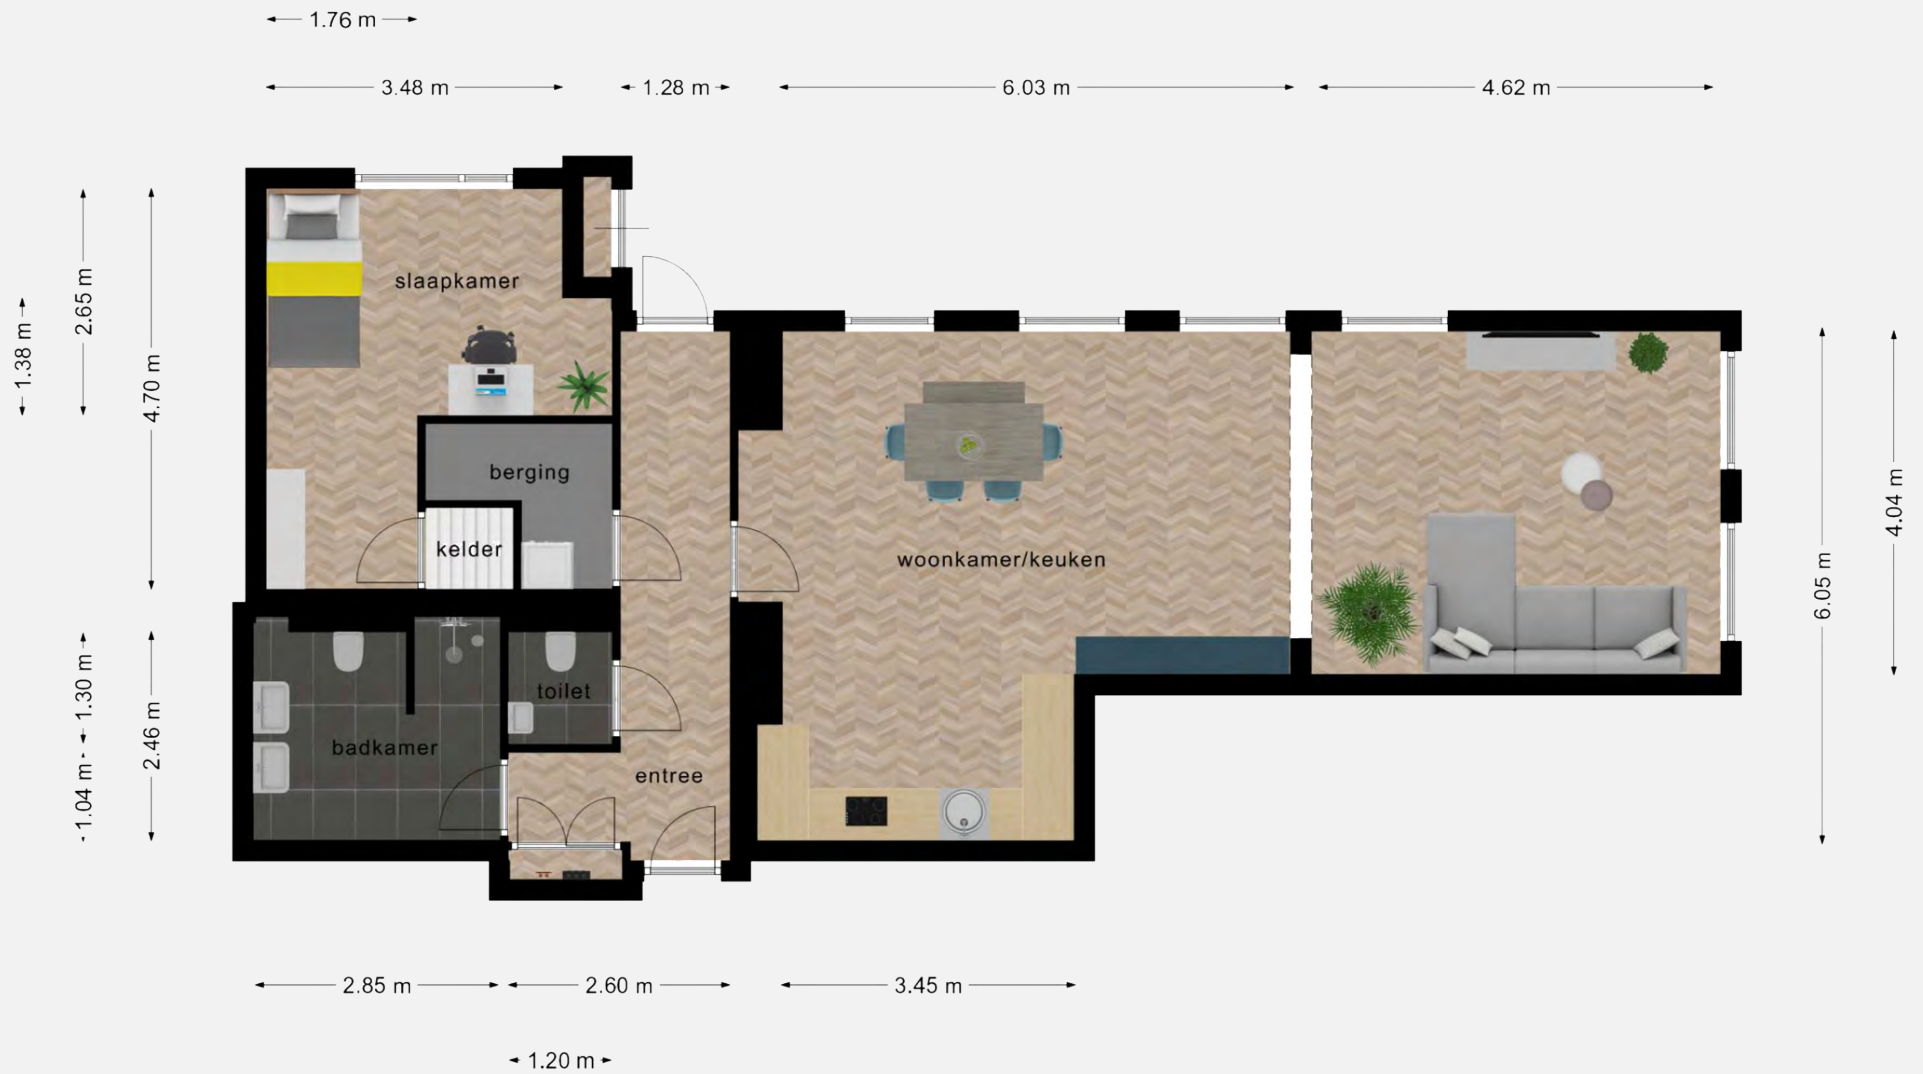 1.76 m
3.48 m
1.28 m
6.03 m
4.62 m
slaapkamer
2.65 m
1.38 m
4.70 m
berging
kelder
woonkamer/keuken
4.04 m
6.05 m
toilet
1.30 m
2.46 m
badkamer
entree
1.04 m
2.85 m
2.60 m
3.45 m
1.20 m